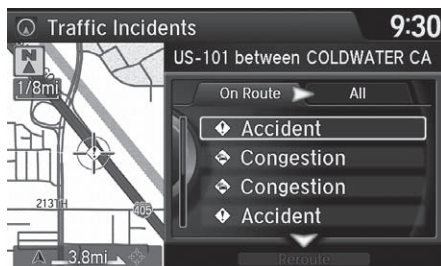 Traffic Incidents
9:30
N
US-101 between COLDWATER CA
1/8mi
On Route
All
Accident
Congestion
Congestion
Accident
213TH
405
3.8mi
Reroute